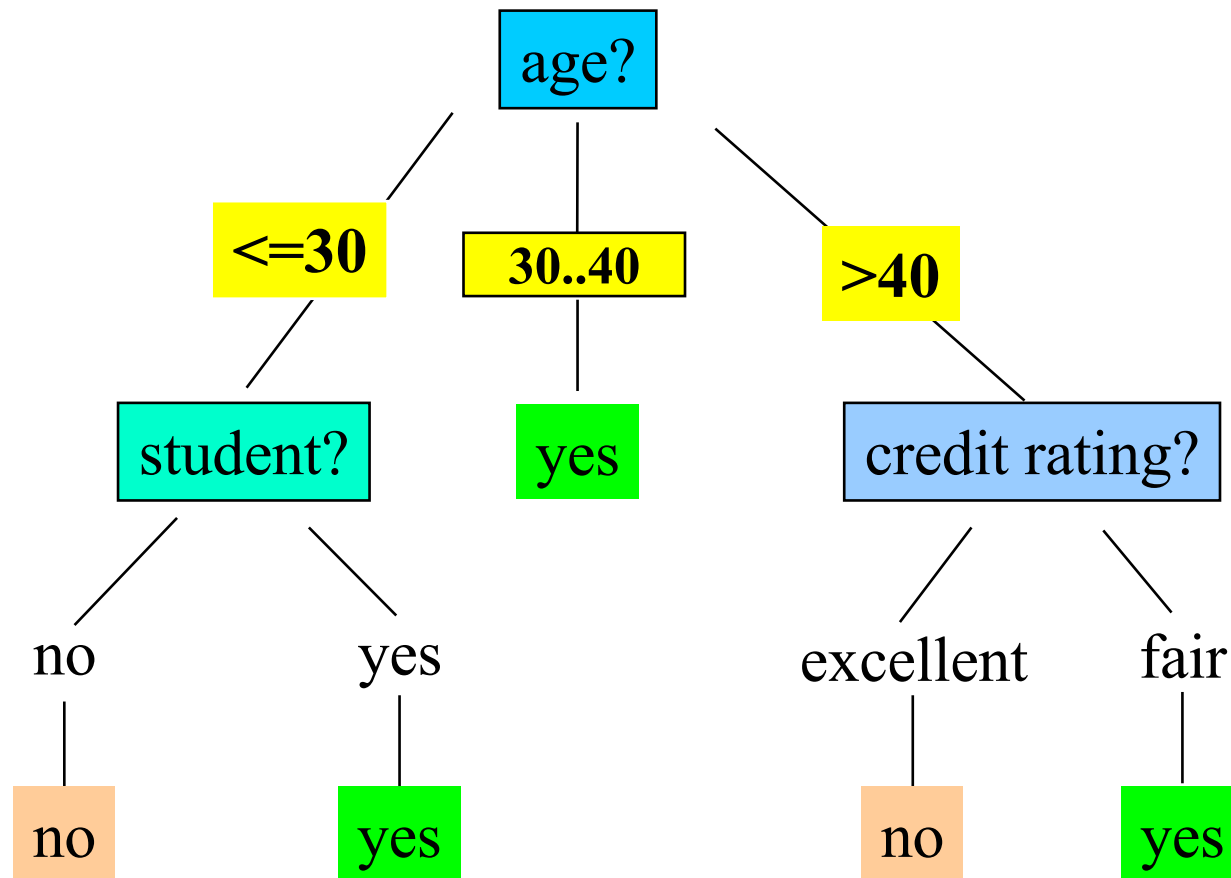 age?
<=30
30..40
>40
student?
yes
credit rating?
no
yes
excellent
fair
no
yes
no
yes